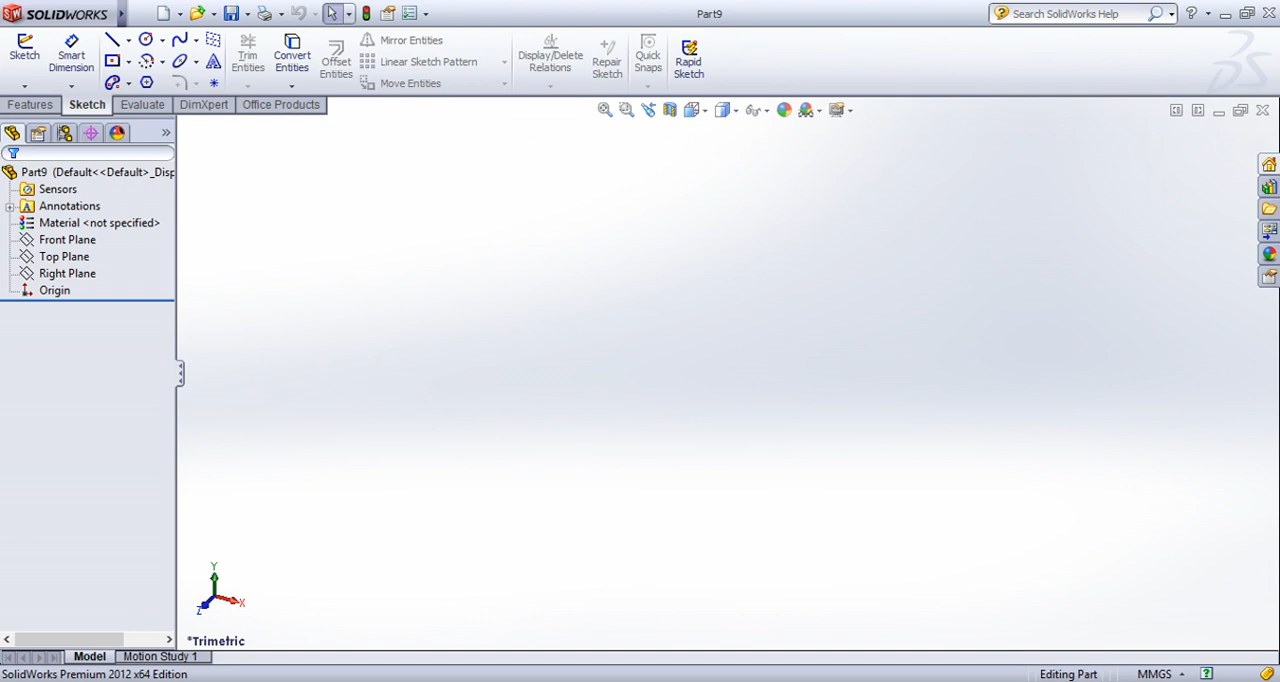 SOLIDWORKS
Part9
Search SolidWorks Help
Sketch
Smart Dimension
Trim Entities
Convert Entities
Offset Entities
Mirror Entities
Linear Sketch Pattern
Move Entities
Display/Delete Relations
Repair Sketch
Quick Snaps
Rapid Sketch
Features
Sketch
Evaluate
DimXpert
Office Products
Part9 (Default<<Default>_Disp
Sensors
Annotations
Material <not specified>
Front Plane
Top Plane
Right Plane
Origin
Y
X
Z
*Trimetric
Model
Motion Study 1
SolidWorks Premium 2012 x64 Edition
Editing Part
MMGS